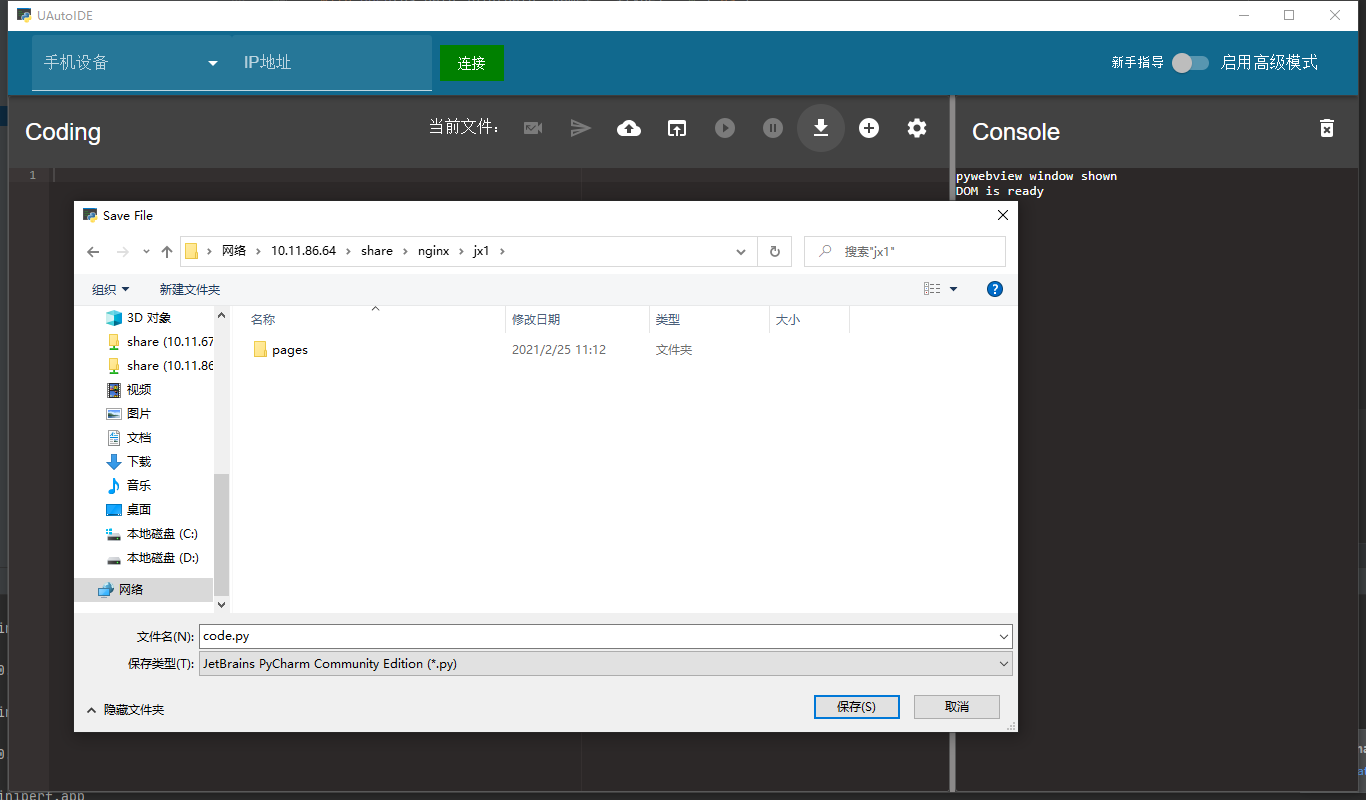 UAutoIDE
手机设备
IP地址
连接
新手指导
启用高级模式
Coding
当前文件：
Console
1
pywebview window shown
DOM is ready
Save File
网络 10.11.86.64 share nginx jx1
搜索"jx1"
组织
新建文件夹
3D 对象
share (10.11.67
share (10.11.86
视频
图片
文档
下载
音乐
桌面
本地磁盘 (C:)
本地磁盘 (D:)
网络
名称 修改日期 类型 大小
pages 2021/2/25 11:12 文件夹
文件名(N): code.py
保存类型(T): JetBrains PyCharm Community Edition (*.py)
隐藏文件夹
保存(S)
取消